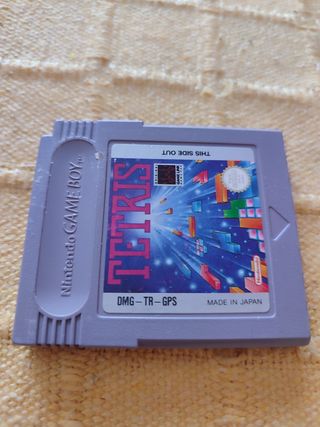 Nintendo GAME BOY
THIS SIDE OUT
TETRIS
DMG-TR-GPS
MADE IN JAPAN